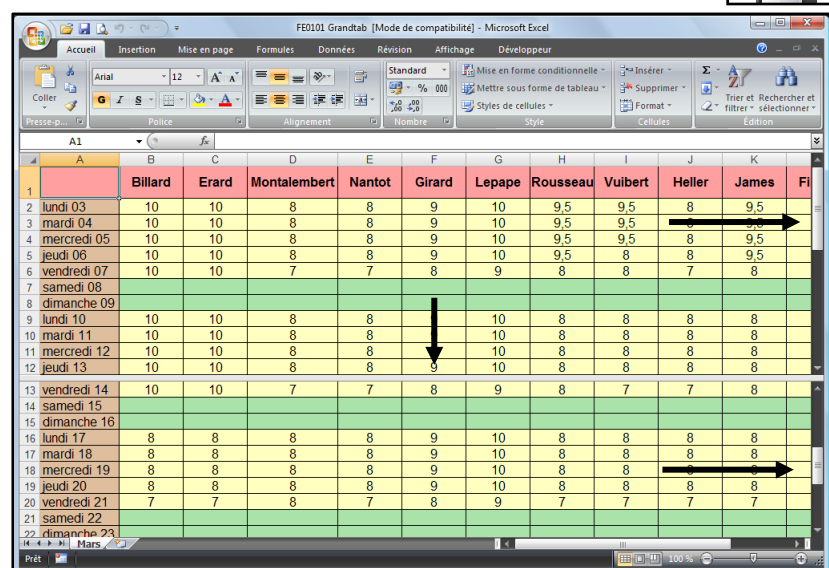 FE0101 Grandtab [Mode de compatibilité] - Microsoft Excel
Accueil Insertion Mise en page Formules Données Révision Affichage Développeur
Coller
Presse-p...
Arial 12
G I S
Police
Alignement
Standard
% 000
Nombre
Mise en forme conditionnelle
Mettre sous forme de tableau
Styles de cellules
Style
Insérer
Supprimer
Format
Cellules
Trier et filtrer Rechercher et sélectionner
Édition
A1 fx
A B C D E F G H I J K
1 Billard Erard Montalembert Nantot Girard Lepape Rousseau Vuibert Heller James Fi
2 lundi 03 10 10 8 8 9 10 9,5 9,5 8 9,5
3 mardi 04 10 10 8 8 9 10 9,5 9,5
4 mercredi 05 10 10 8 8 9 10 9,5 9,5 8 9,5
5 jeudi 06 10 10 8 8 9 10 9,5 8 8 9,5
6 vendredi 07 10 10 7 7 8 9 8 8 7 8
7 samedi 08
8 dimanche 09
9 lundi 10 10 10 8 8 10 8 8 8 8
10 mardi 11 10 10 8 8 10 8 8 8 8
11 mercredi 12 10 10 8 8 10 8 8 8 8
12 jeudi 13 10 10 8 8 9 10 8 8 8 8
13 vendredi 14 10 10 7 7 8 9 8 7 7 8
14 samedi 15
15 dimanche 16
16 lundi 17 8 8 8 8 9 10 8 8 8 8
17 mardi 18 8 8 8 8 9 10 8 8 8 8
18 mercredi 19 8 8 8 8 9 10 8 8
19 jeudi 20 8 8 8 8 9 10 8 8 8 8
20 vendredi 21 7 7 8 7 8 9 7 7 7 7
21 samedi 22
22 dimanche 23
Mars
Prêt 100 %